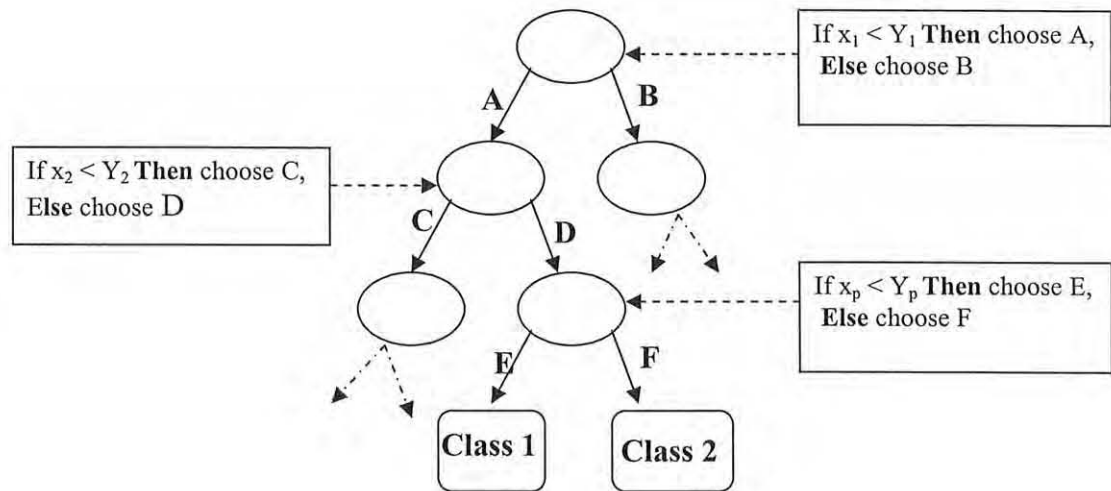 If x₁ < Y₁ Then choose A,
Else choose B
A
B
If x₂ < Y₂ Then choose C,
Else choose D
C
D
If xₚ < Yₚ Then choose E,
Else choose F
E
F
Class 1
Class 2